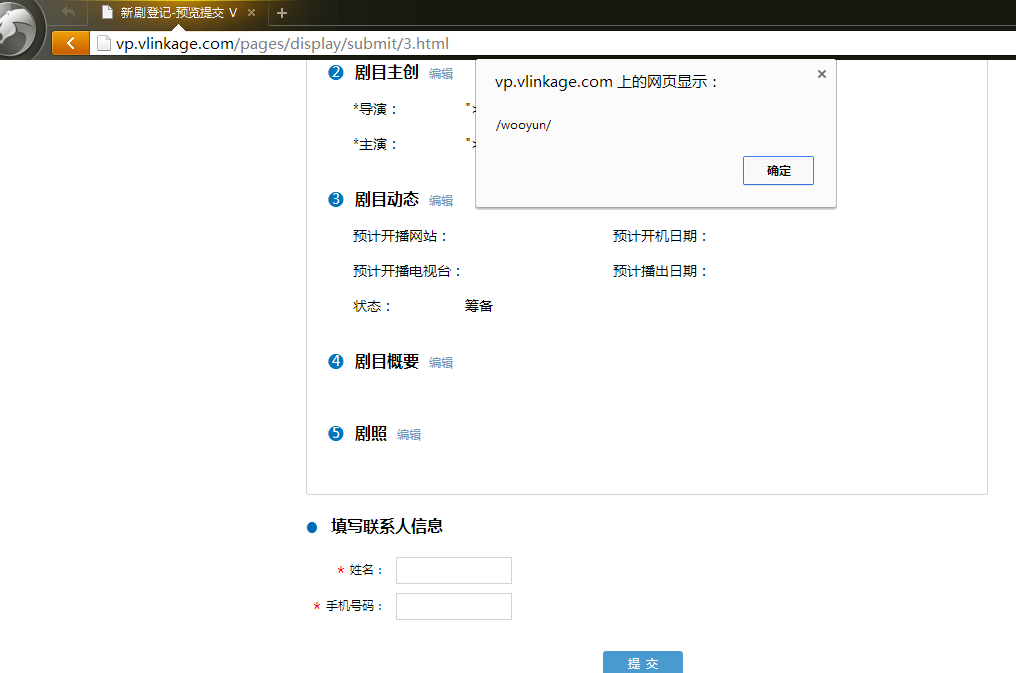 新剧登记-预览提交 V
vp.vlinkage.com/pages/display/submit/3.html
vp.vlinkage.com 上的网页显示：
/wooyun/
确定
2 剧目主创 编辑
*导演： ">
*主演： ">
3 剧目动态 编辑
预计开播网站： 预计开机日期：
预计开播电视台： 预计播出日期：
状态： 筹备
4 剧目概要 编辑
5 剧照 编辑
填写联系人信息
* 姓名：
* 手机号码：
提 交